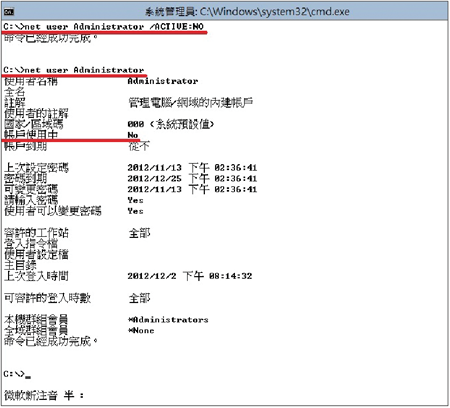 系統管理員: C:\Windows\system32\cmd.exe
C:\>net user Administrator /ACTIVE:NO
命令已經成功完成。
C:\>net user Administrator
使用者名稱 Administrator
全名
註解 管理電腦/網域的內建帳戶
使用者的註解
國家/區域碼 000 (系統預設值)
帳戶使用中 No
帳戶到期 從不
上次設定密碼 2012/11/13 下午 02:36:41
密碼到期 2012/12/25 下午 02:36:41
可變更密碼 2012/11/13 下午 02:36:41
請輸入密碼 Yes
使用者可以變更密碼 Yes
容許的工作站 全部
登入指令檔
使用者設定檔
主目錄
上次登入時間 2012/12/2 下午 08:14:32
可容許的登入時數 全部
本機群組會員 *Administrators
全域群組會員 *None
命令已經成功完成。
C:\>_
微軟新注音 半 :